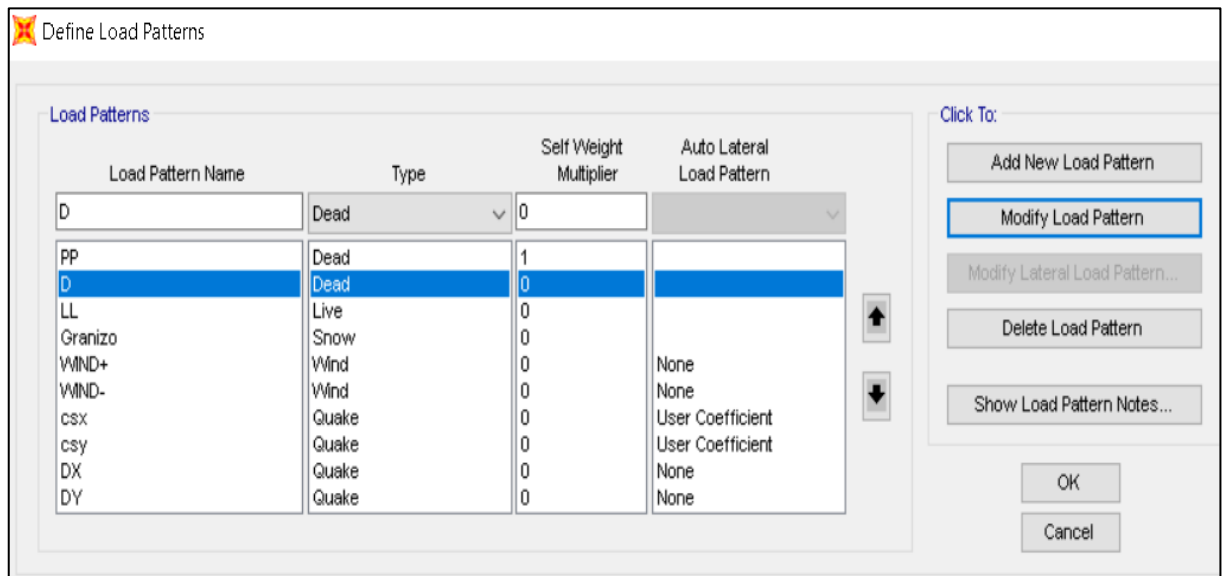 Define Load Patterns
Load Patterns
Click To:
Load Pattern Name Type Self Weight Multiplier Auto Lateral Load Pattern
D Dead 0
PP Dead 1
D Dead 0
LL Live 0
Granizo Snow 0
WIND+ Wind 0 None
WIND- Wind 0 None
csx Quake 0 User Coefficient
csy Quake 0 User Coefficient
DX Quake 0 None
DY Quake 0 None
Add New Load Pattern
Modify Load Pattern
Modify Lateral Load Pattern...
Delete Load Pattern
Show Load Pattern Notes...
OK
Cancel